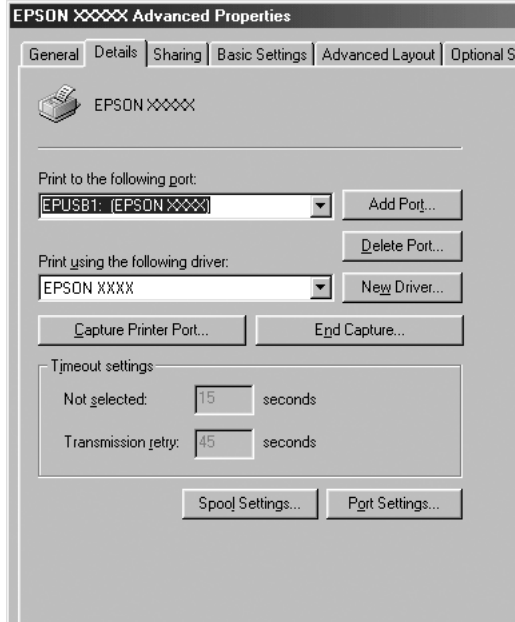 EPSON XXXXX Advanced Properties
General Details Sharing Basic Settings Advanced Layout Optional S
EPSON XXXXX
Print to the following port:
EPUSB1: (EPSON XXXX) Add Port...
Delete Port...
Print using the following driver:
EPSON XXXX New Driver...
Capture Printer Port... End Capture...
Timeout settings
Not selected: 15 seconds
Transmission retry: 45 seconds
Spool Settings... Port Settings...